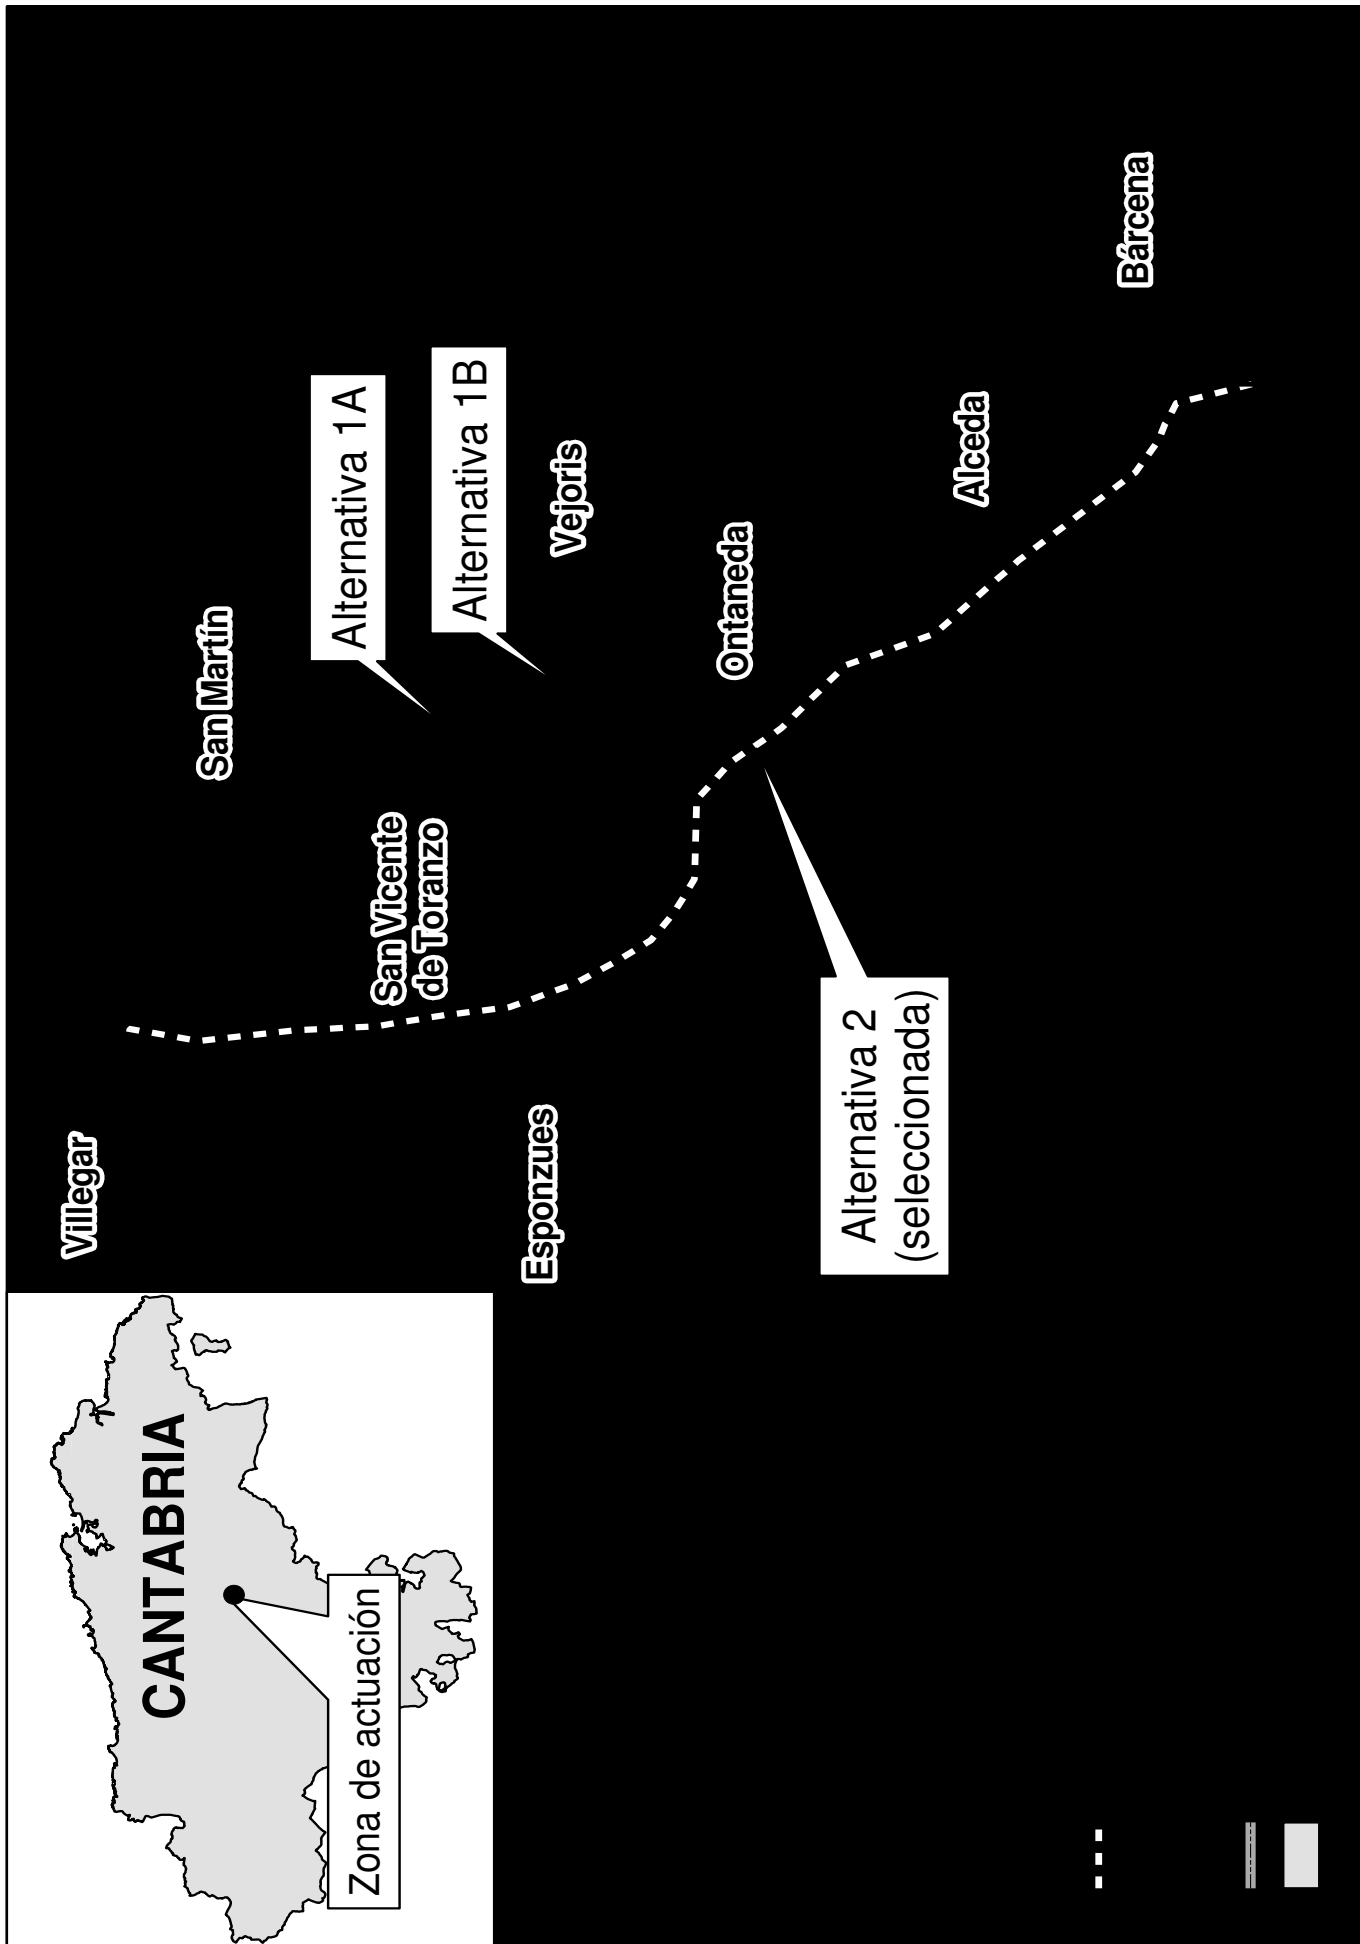 Villegar
CANTABRIA
San Martín
Alternativa 1A
Zona de actuación
San Vicente
de Toranzo
Alternativa 1B
Esponzues
Vejoris
Ontaneda
Alternativa 2
(seleccionada)
Alceda
Bárcena